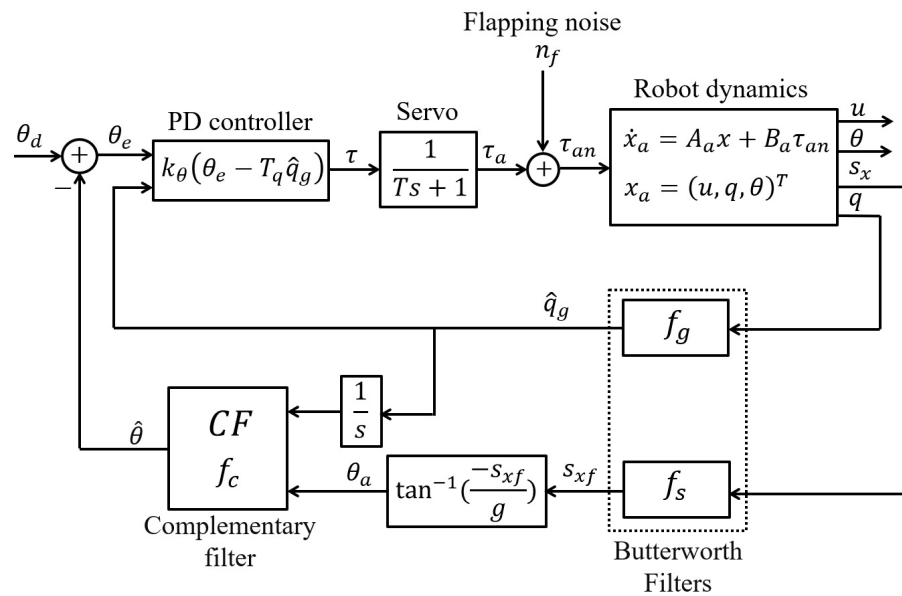 Flapping noise
n_f
Robot dynamics
PD controller
Servo
θ_d
+
−
θ_e
k_θ(θ_e − T_q q̂_g)
τ
1
Ts + 1
τ_a
+
τ_an
ẋ_a = A_a x + B_a τ_an
x_a = (u, q, θ)^T
u
θ
s_x
q
q̂_g
f_g
1
s
CF
f_c
θ̂
θ_a
tan⁻¹(−s_xf / g)
s_xf
f_s
Complementary
filter
Butterworth
Filters